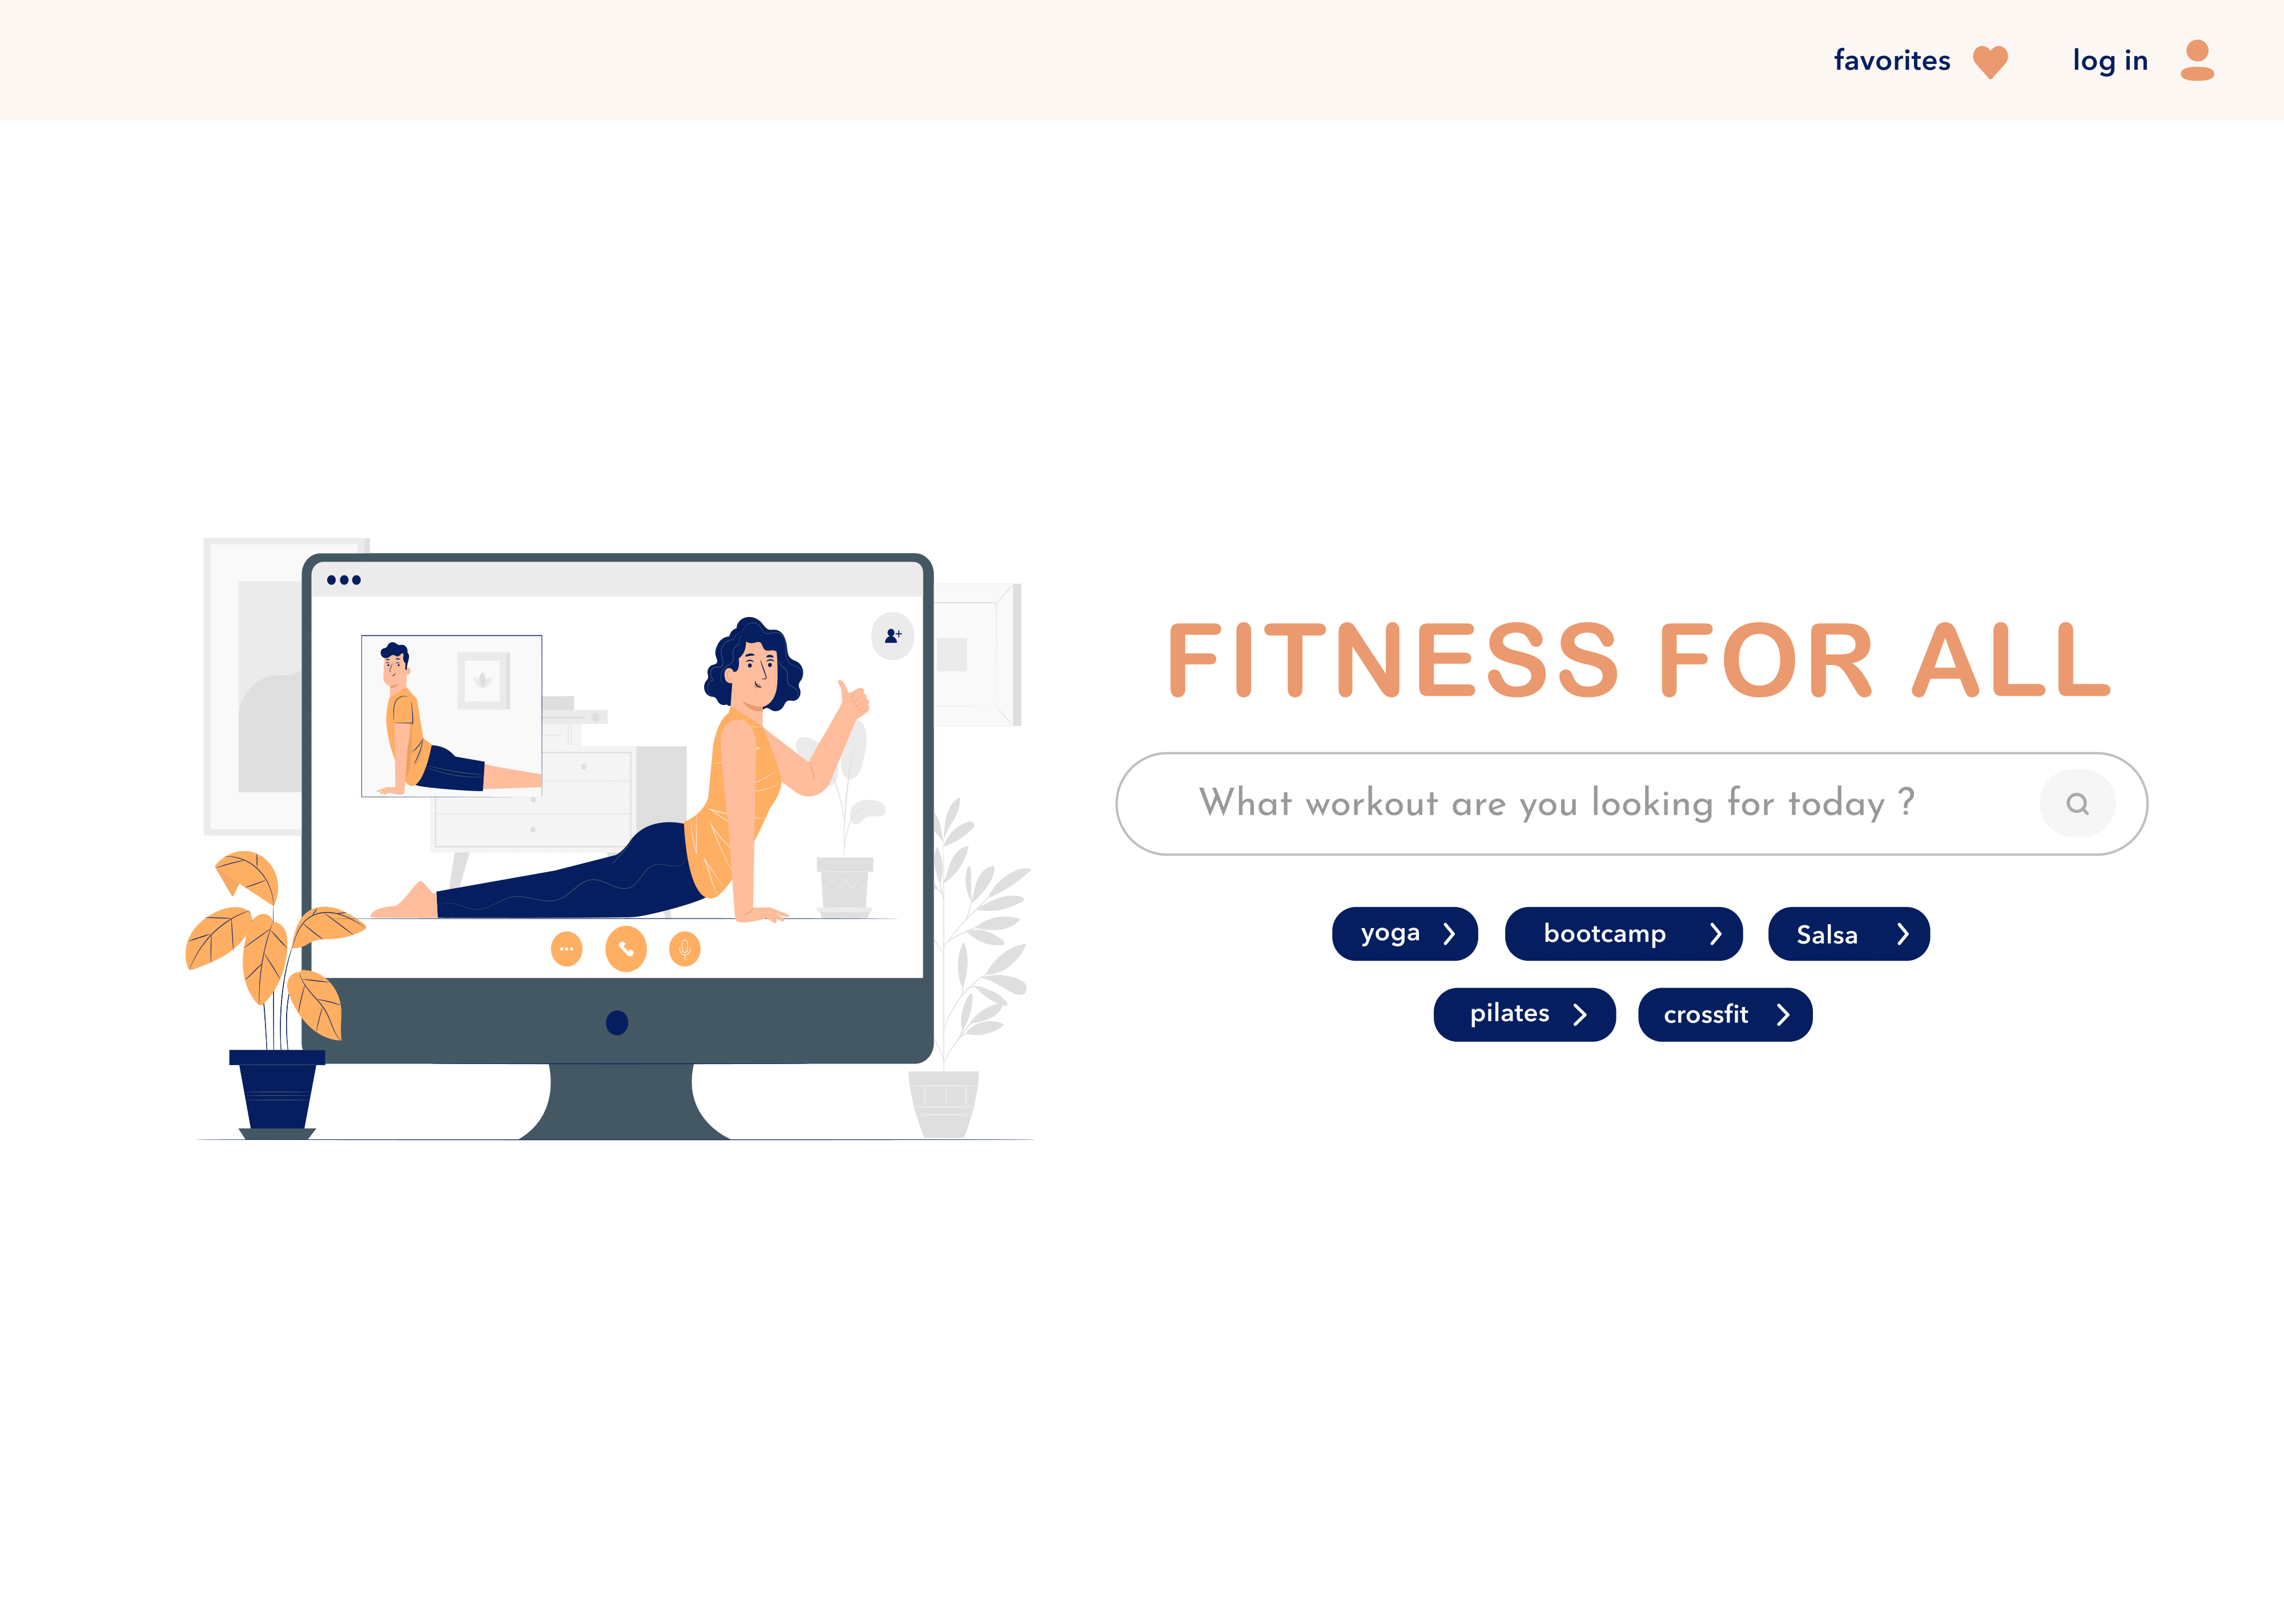 favorites log in
FITNESS FOR ALL
What workout are you looking for today ?
yoga bootcamp Salsa
pilates crossfit